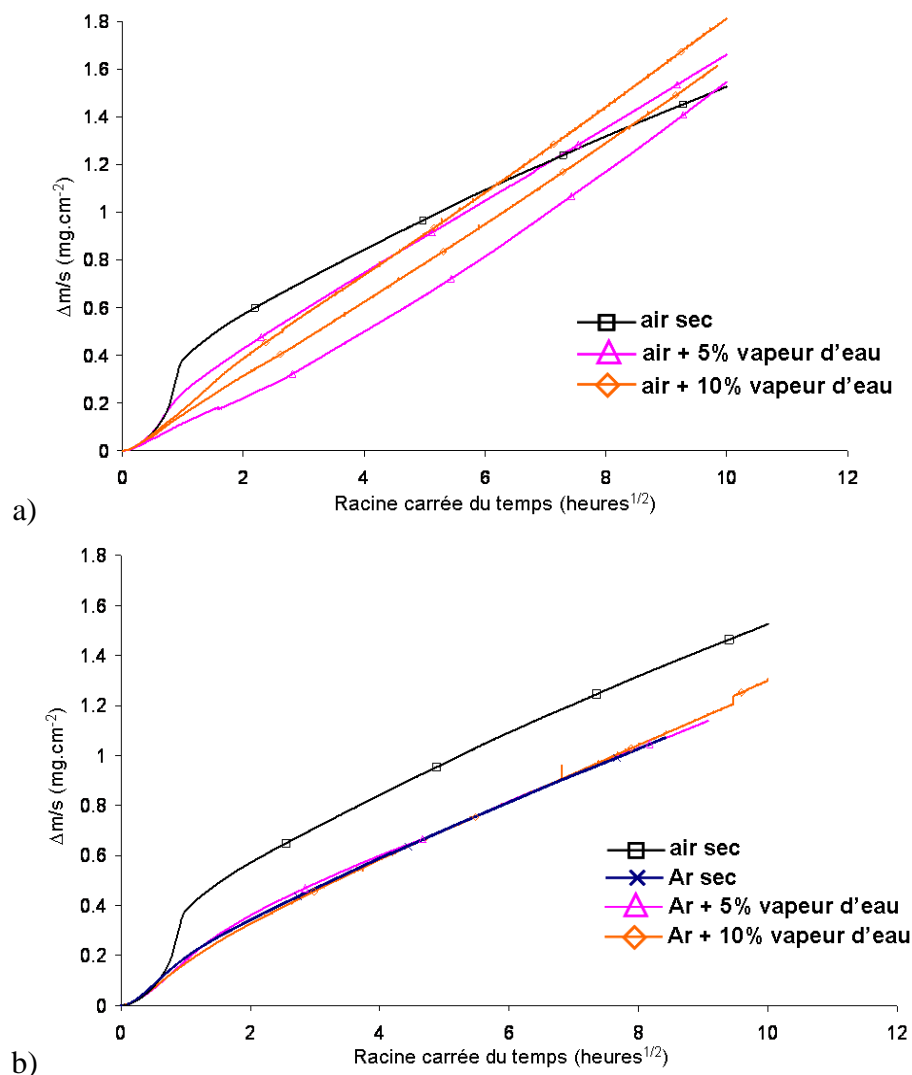 1.8
1.6
1.4
1.2
1
0.8
0.6
0.4
0.2
0
Δm/s (mg.cm⁻²)
air sec
air + 5% vapeur d'eau
air + 10% vapeur d'eau
0 2 4 6 8 10 12
Racine carrée du temps (heures¹ᐟ²)
a)
1.8
1.6
1.4
1.2
1
0.8
0.6
0.4
0.2
0
Δm/s (mg.cm⁻²)
air sec
Ar sec
Ar + 5% vapeur d'eau
Ar + 10% vapeur d'eau
0 2 4 6 8 10 12
Racine carrée du temps (heures¹ᐟ²)
b)